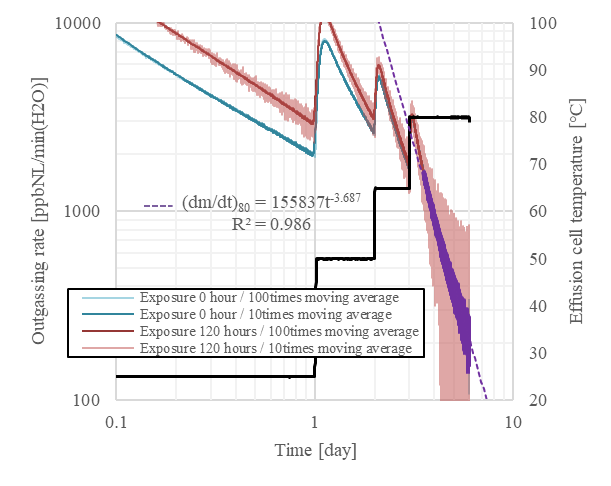 10000
1000
100
100
90
80
70
60
50
40
30
20
0.1
1
10
Outgassing rate [ppbNL/min(H2O)]
Effusion cell temperature [°C]
Time [day]
(dm/dt)80 = 155837t-3.687
R² = 0.986
Exposure 0 hour / 100times moving average
Exposure 0 hour / 10times moving average
Exposure 120 hours / 100times moving average
Exposure 120 hours / 10times moving average